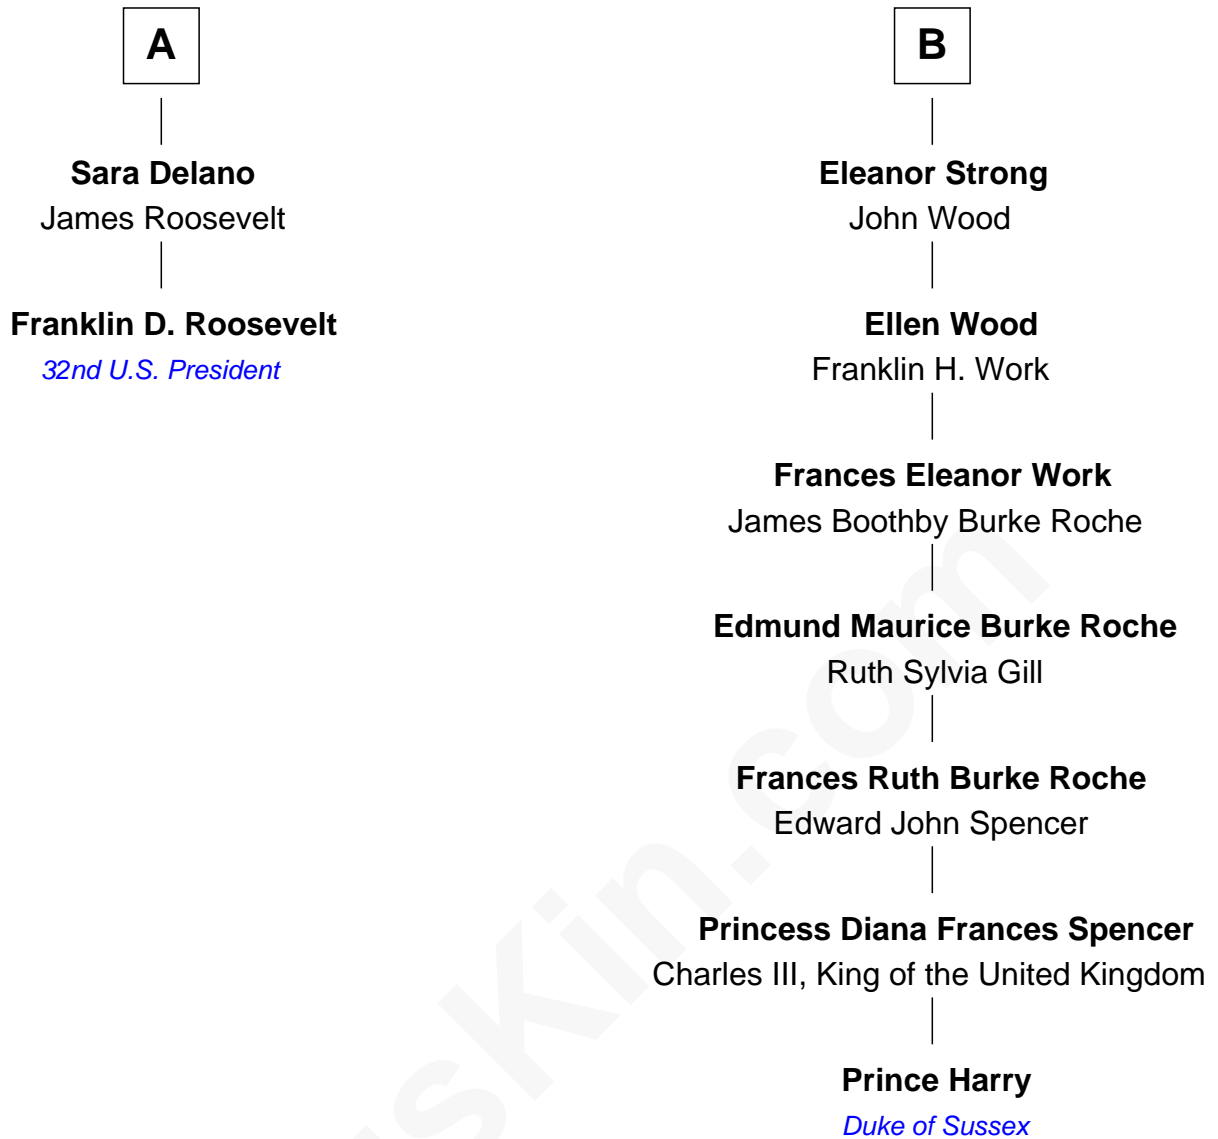 A
Sara Delano
James Roosevelt
Franklin D. Roosevelt
32nd U.S. President
B
Eleanor Strong
John Wood
Ellen Wood
Franklin H. Work
Frances Eleanor Work
James Boothby Burke Roche
Edmund Maurice Burke Roche
Ruth Sylvia Gill
Frances Ruth Burke Roche
Edward John Spencer
Princess Diana Frances Spencer
Charles III, King of the United Kingdom
Prince Harry
Duke of Sussex